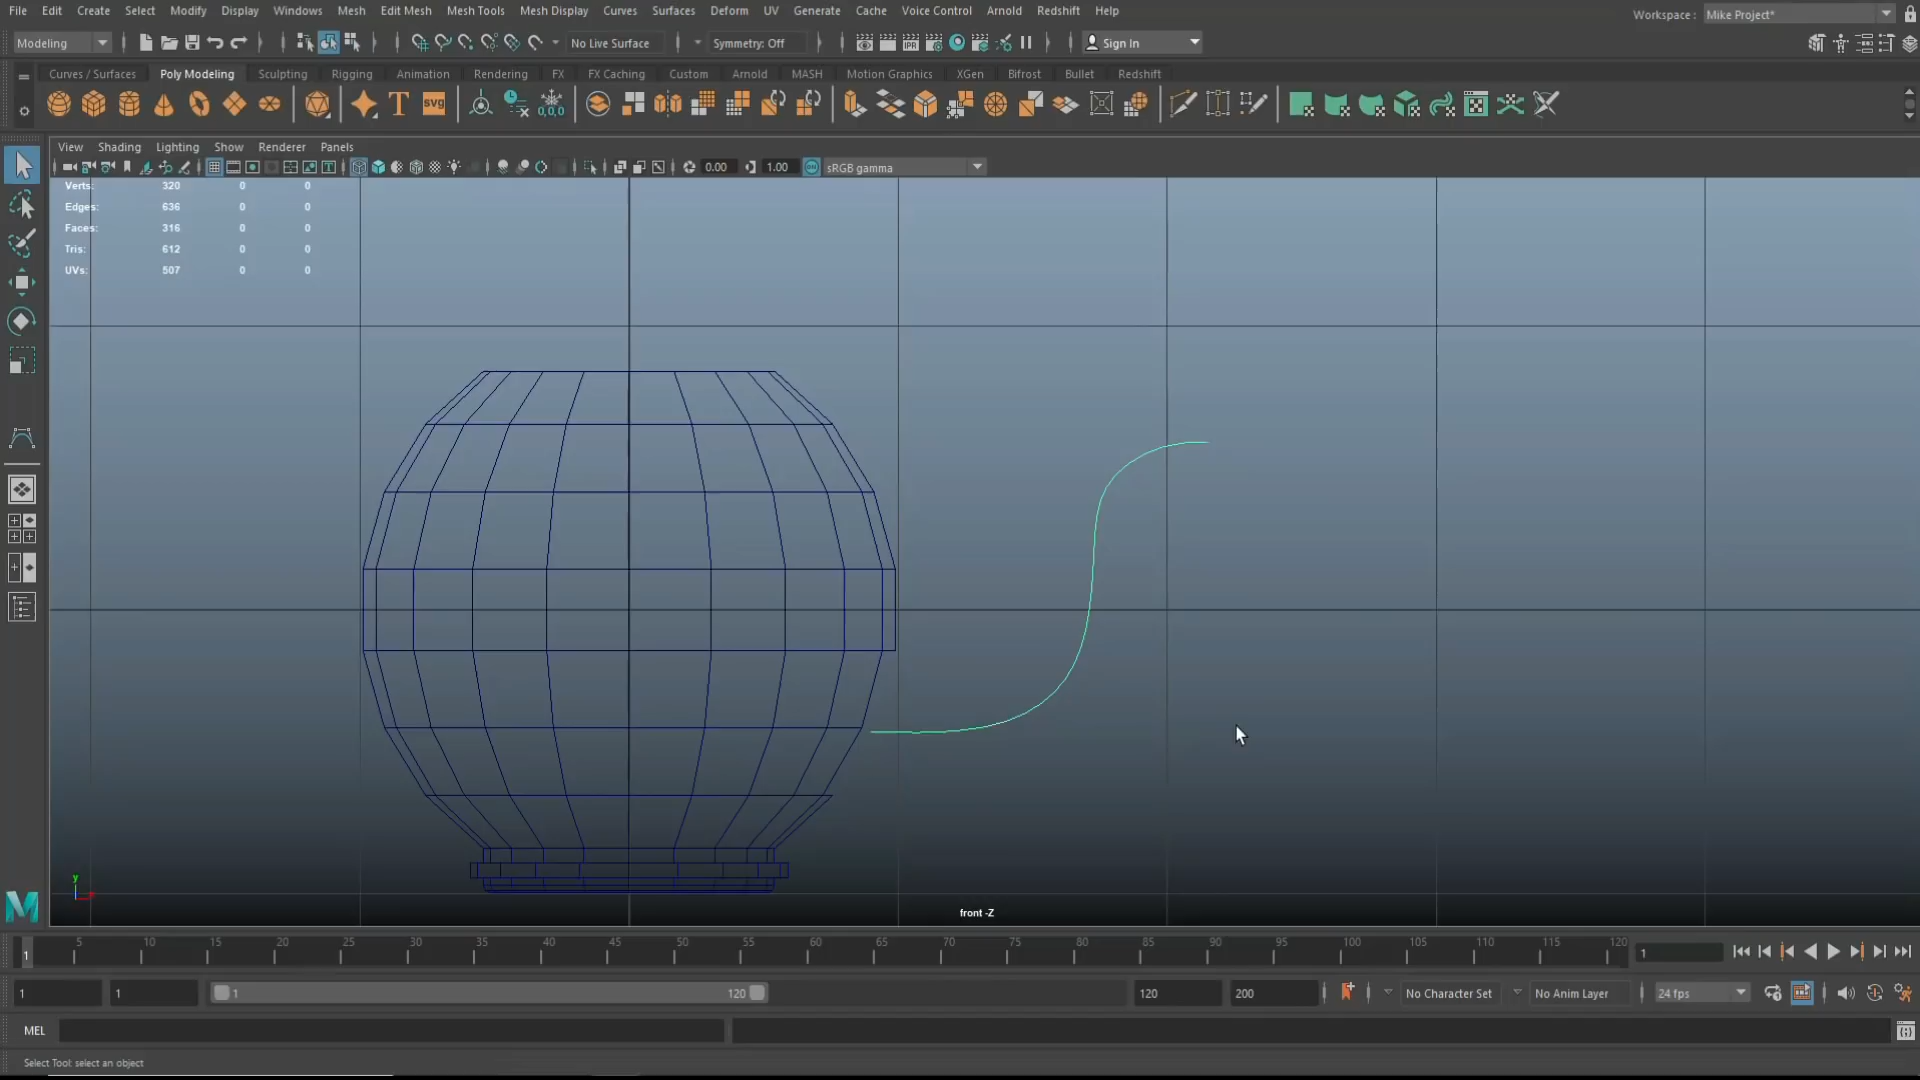 File Edit Create Select Modify Display Windows Mesh Edit Mesh Mesh Tools Mesh Display Curves Surfaces Deform UV Generate Cache Voice Control Arnold Redshift Help Workspace : Mike Project*
Modeling No Live Surface Symmetry: Off IPR Sign In
Curves / Surfaces Poly Modeling Sculpting Rigging Animation Rendering FX FX Caching Custom Arnold MASH Motion Graphics XGen Bifrost Bullet Redshift
T SVG 0,0,0
View Shading Lighting Show Renderer Panels
0.00 1.00 sRGB gamma
Verts: 320 0 0
Edges: 636 0 0
Faces: 316 0 0
Tris: 612 0 0
UVs: 507 0 0
y
front -Z
1 5 10 15 20 25 30 35 40 45 50 55 60 65 70 75 80 85 90 95 100 105 110 115 120 1
1 1 1 120 120 200 No Character Set No Anim Layer 24 fps
MEL
Select Tool: select an object